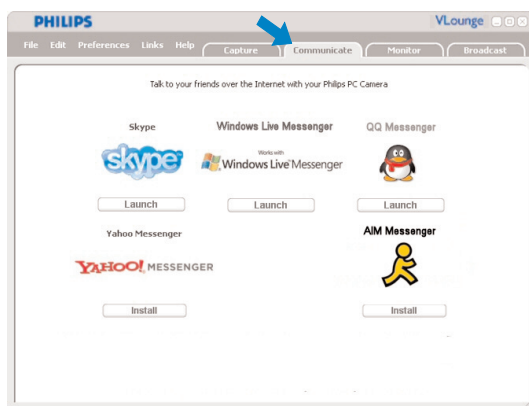 PHILIPS
VLounge
File Edit Preferences Links Help Capture Communicate Monitor Broadcast
Talk to your friends over the Internet with your Philips PC Camera
Skype Windows Live Messenger QQ Messenger
skype
Works with
Windows Live Messenger
Launch Launch Launch
Yahoo Messenger AIM Messenger
YAHOO! MESSENGER
Install Install